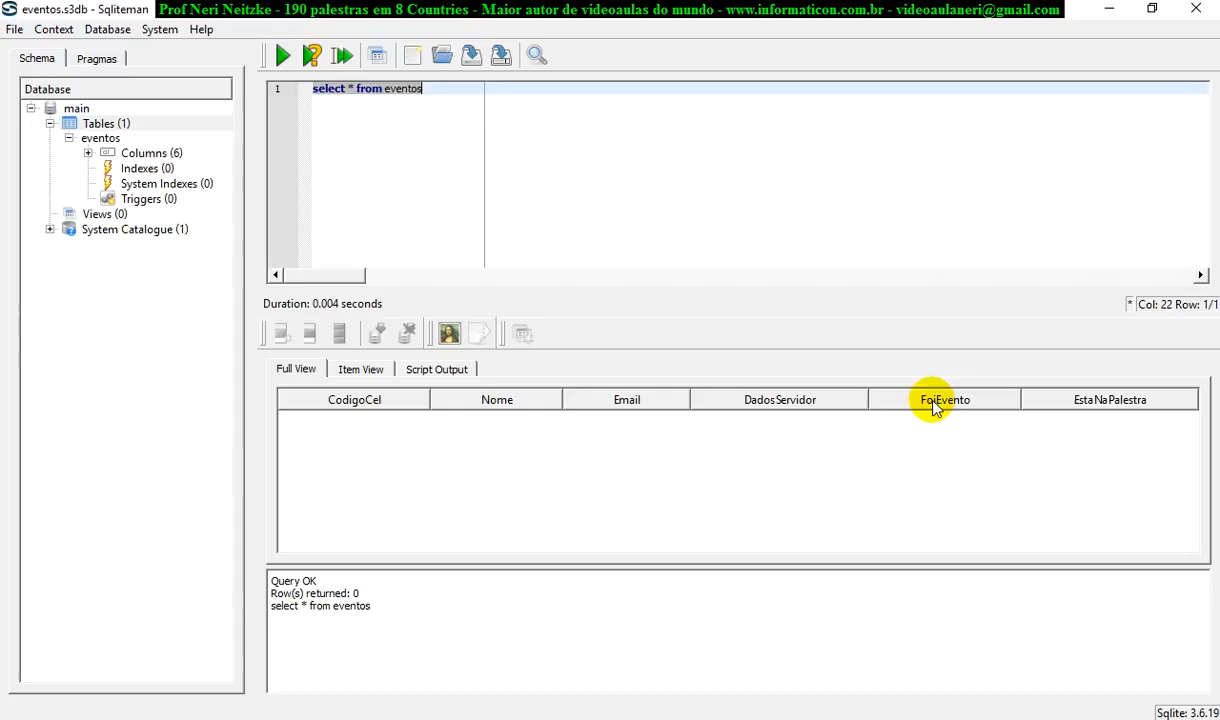 eventos.s3db - Sqliteman
Prof Neri Neitzke - 190 palestras em 8 Countries - Maior autor de videoaulas do mundo - www.informaticon.com.br - videoaulaneri@gmail.com
File Context Database System Help
Schema Pragmas
Database
main
Tables (1)
eventos
Columns (6)
Indexes (0)
System Indexes (0)
Triggers (0)
Views (0)
System Catalogue (1)
1 select * from eventos
Duration: 0.004 seconds
* Col: 22 Row: 1/1
Full View Item View Script Output
CodigoCel Nome Email DadosServidor FoiEvento EstaNaPalestra
Query OK
Row(s) returned: 0
select * from eventos
Sqlite: 3.6.19